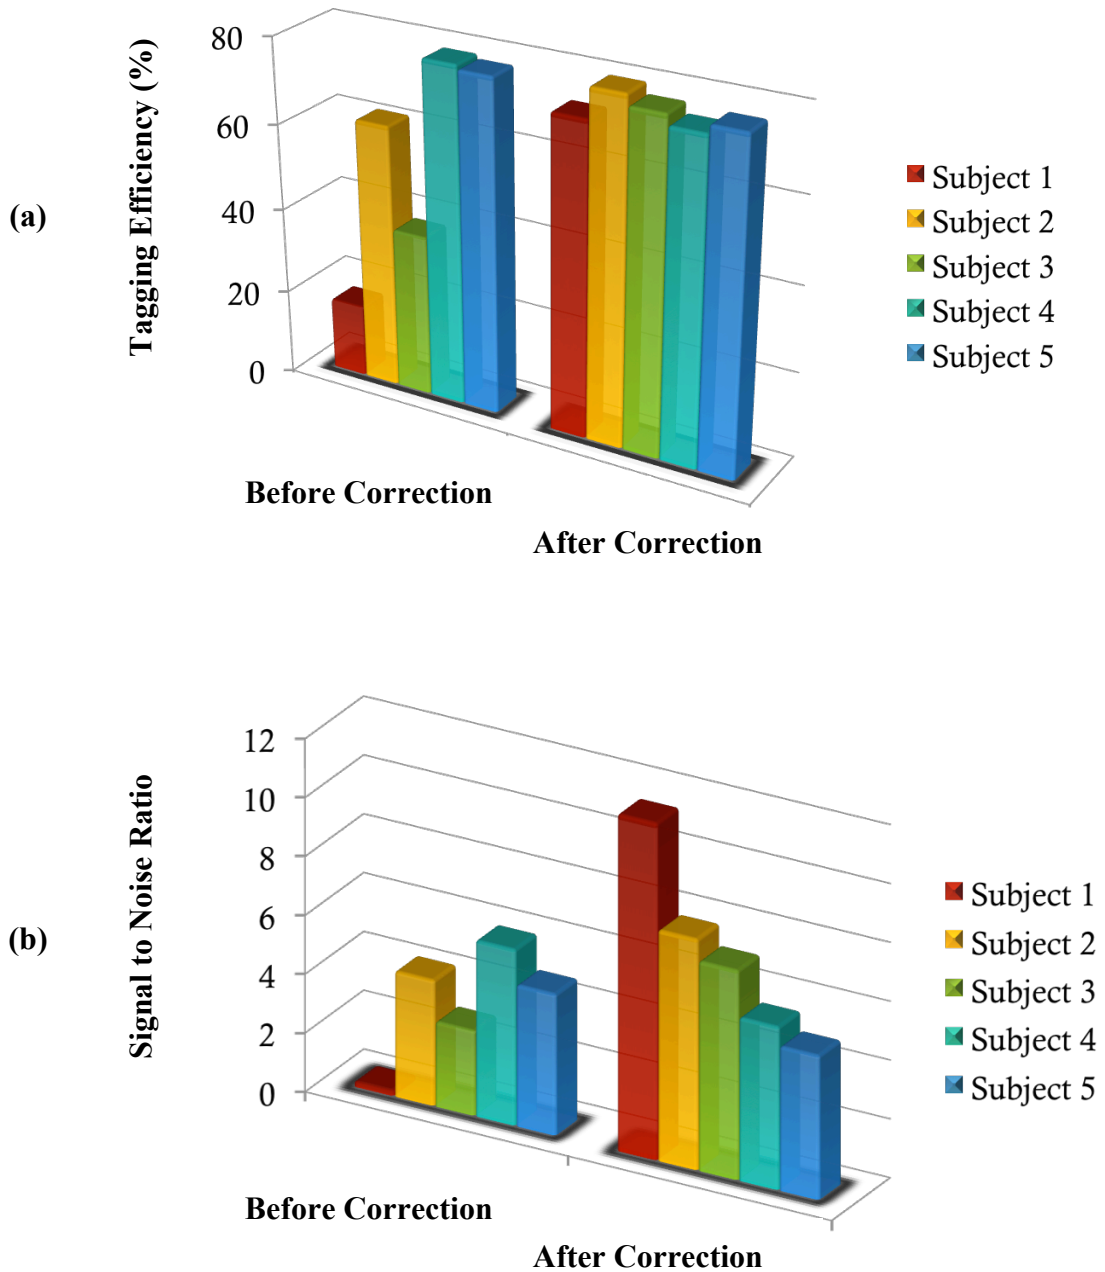 (a)
Tagging Efficiency (%)
80
60
40
20
0
Before Correction
After Correction
Subject 1
Subject 2
Subject 3
Subject 4
Subject 5
(b)
Signal to Noise Ratio
12
10
8
6
4
2
0
Before Correction
After Correction
Subject 1
Subject 2
Subject 3
Subject 4
Subject 5